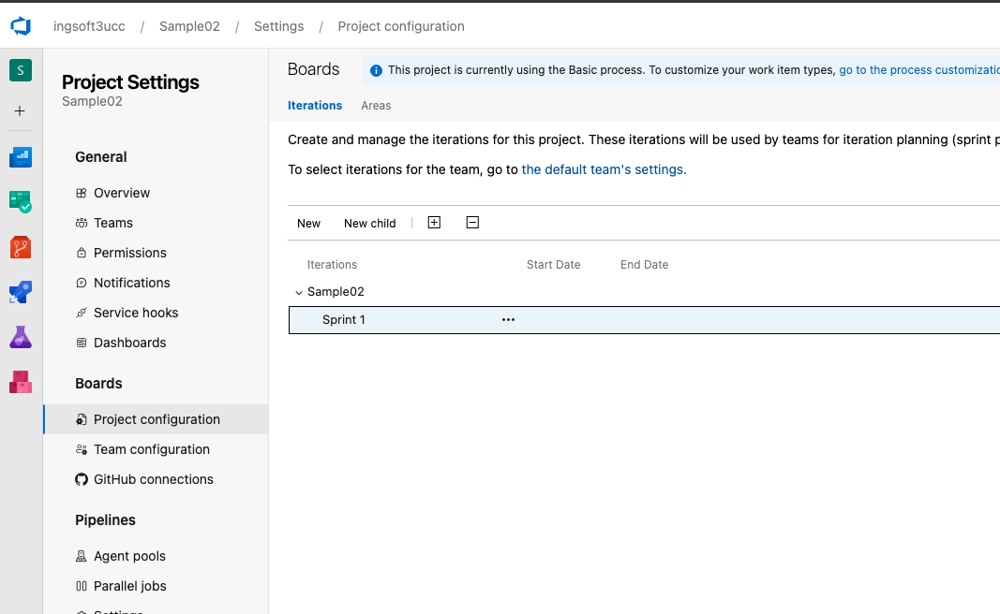 ingsoft3ucc / Sample02 / Settings / Project configuration
S
Project Settings
Sample02
General
Overview
Teams
Permissions
Notifications
Service hooks
Dashboards
Boards
Project configuration
Team configuration
GitHub connections
Pipelines
Agent pools
Parallel jobs
Settings
Boards
This project is currently using the Basic process. To customize your work item types, go to the process customizatio
Iterations Areas
Create and manage the iterations for this project. These iterations will be used by teams for iteration planning (sprint p
To select iterations for the team, go to the default team's settings.
New New child
Iterations Start Date End Date
Sample02
Sprint 1 •••